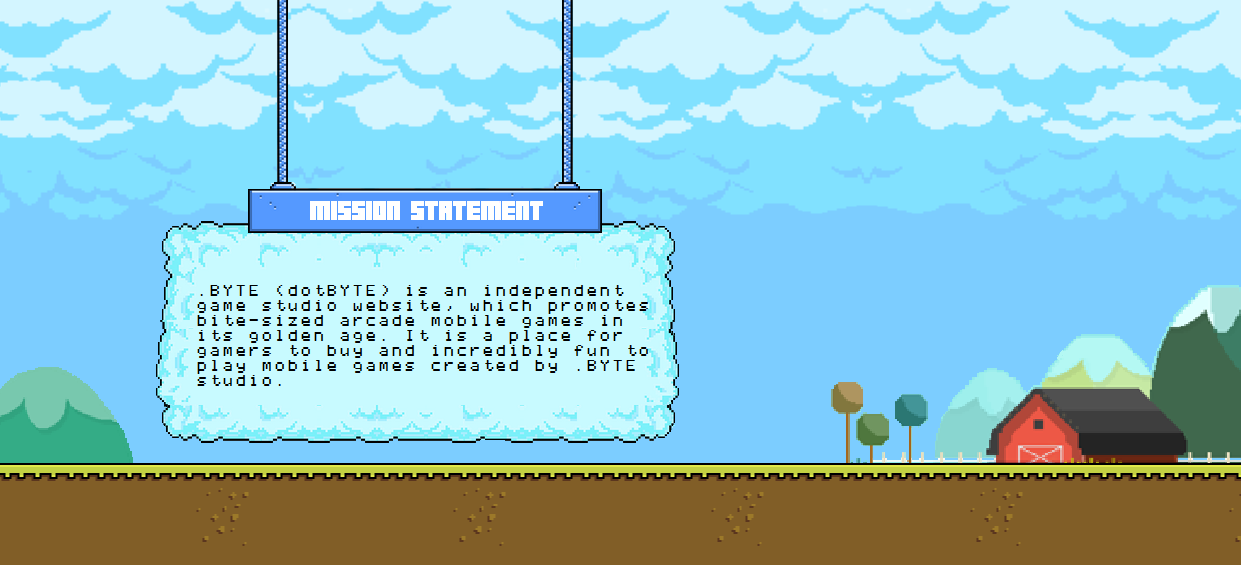 MISSION STATEMENT
.BYTE (dotBYTE) is an independent
game studio website, which promotes
bite-sized arcade mobile games in
its golden age. It is a place for
gamers to buy and incredibly fun to
play mobile games created by .BYTE
studio.